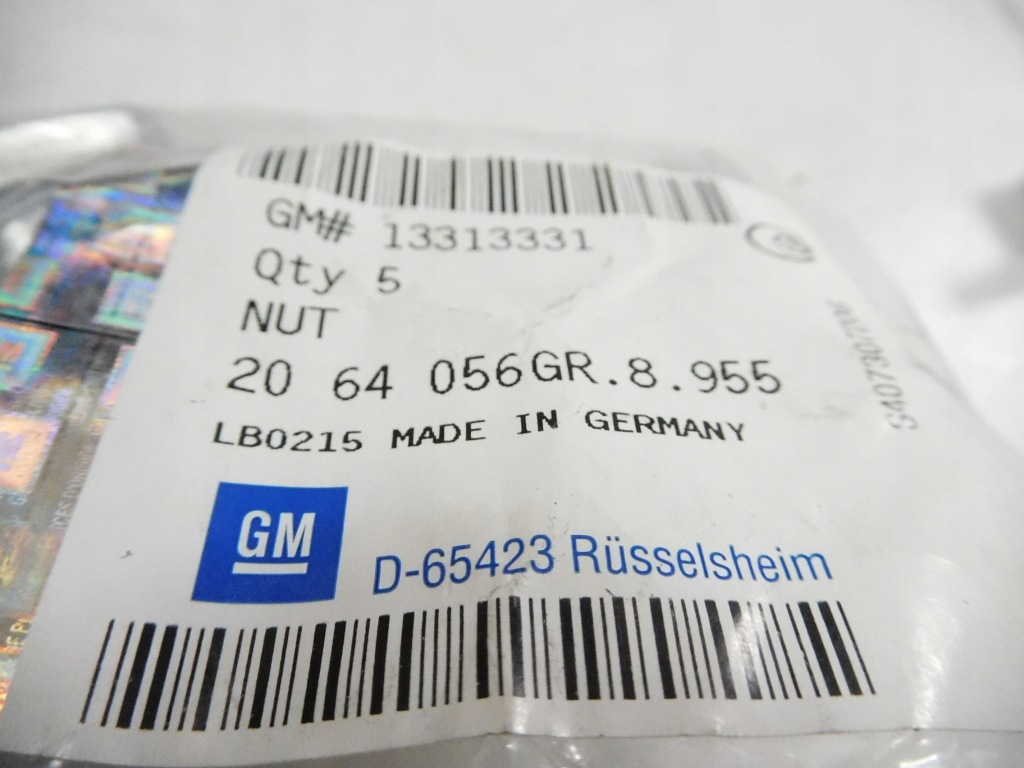 GM# 13313331
Qty 5
NUT
20 64 056GR.8.955
LB0215 MADE IN GERMANY
GM
D-65423 Rüsselsheim